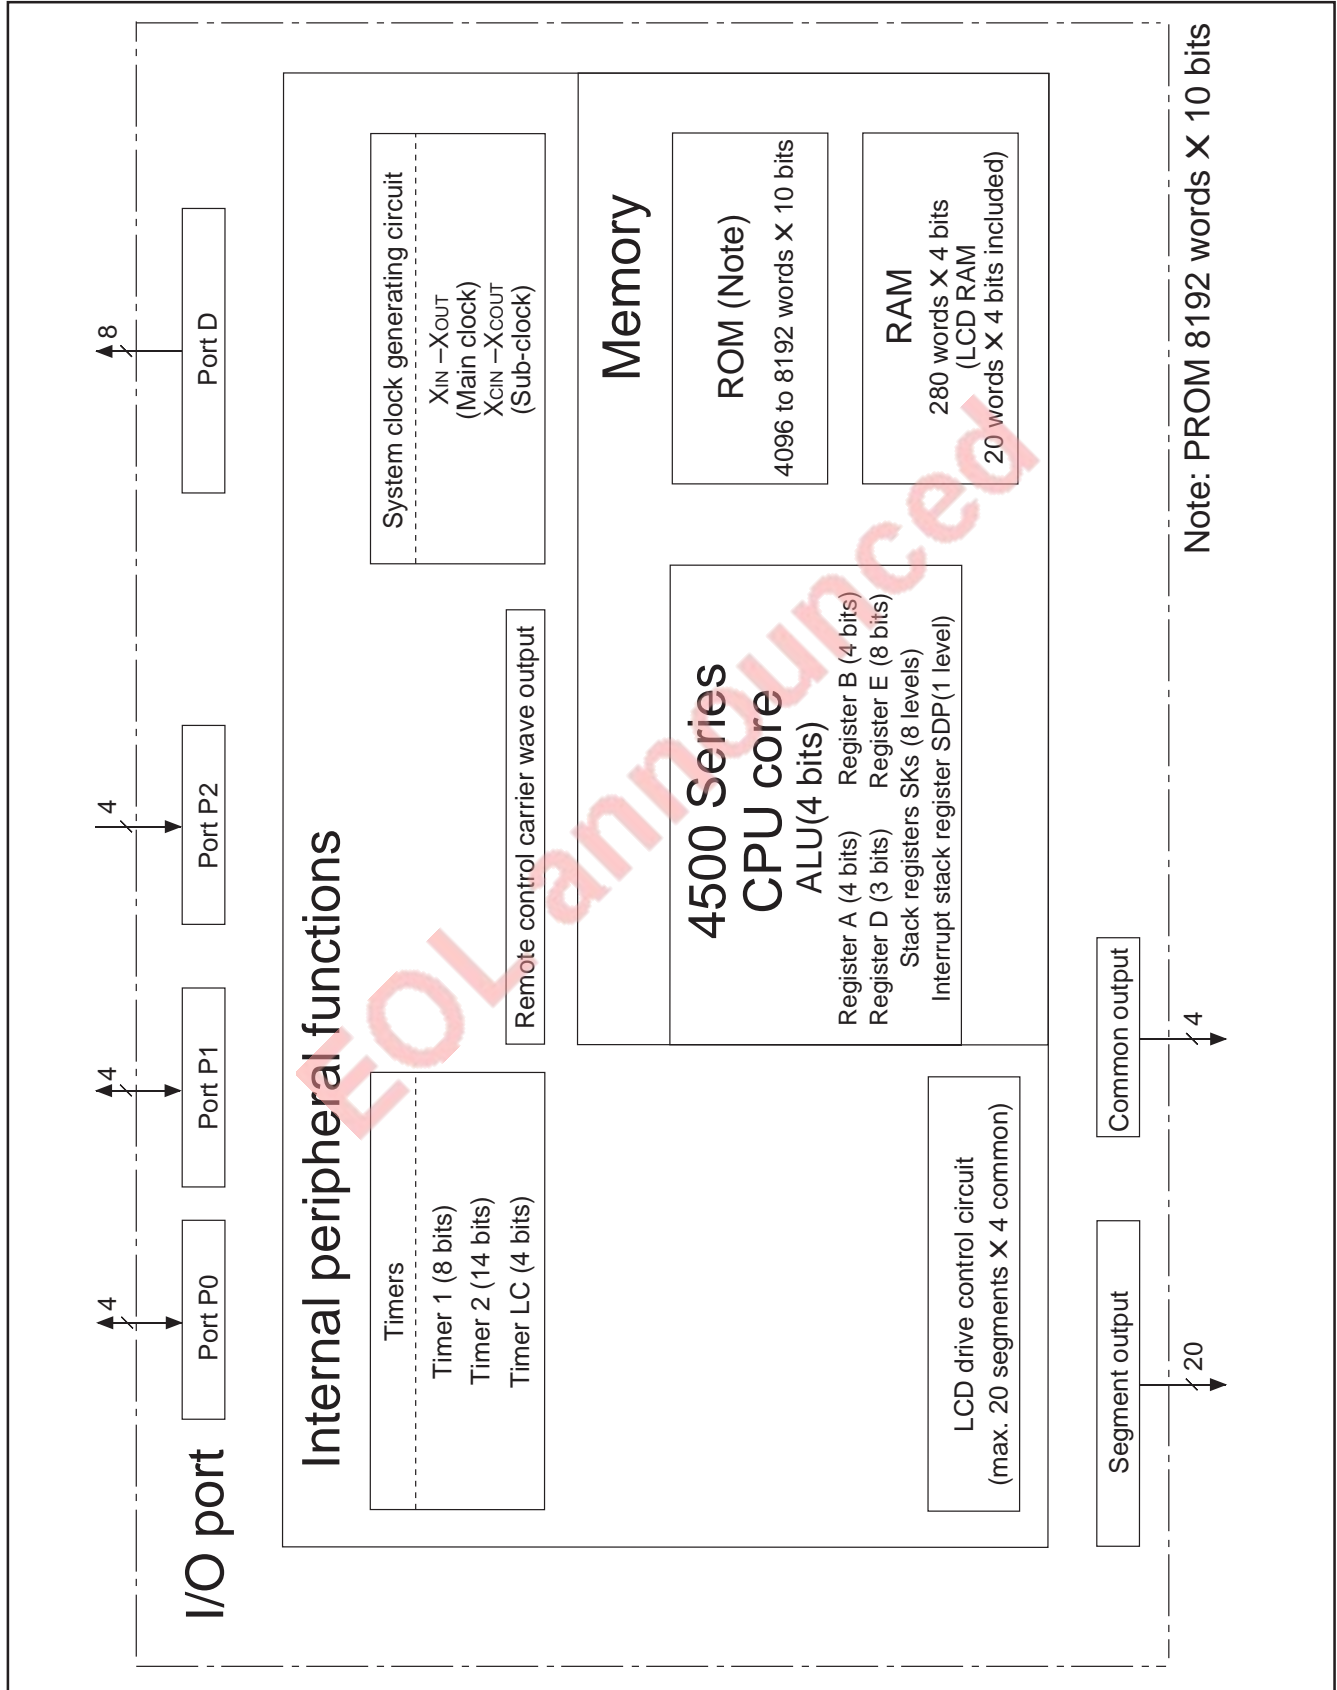 I/O port
4
4
4
8
Port P0
Port P1
Port P2
Port D
Internal peripheral functions
Timers
Timer 1 (8 bits)
Timer 2 (14 bits)
Timer LC (4 bits)
Remote control carrier wave output
System clock generating circuit
XIN –XOUT
(Main clock)
XCIN –XCOUT
(Sub-clock)
Memory
ROM (Note)
4096 to 8192 words X 10 bits
RAM
280 words X 4 bits
(LCD RAM
20 words X 4 bits included)
4500 Series
CPU core
ALU(4 bits)
Register A (4 bits) Register B (4 bits)
Register D (3 bits) Register E (8 bits)
Stack registers SKs (8 levels)
Interrupt stack register SDP(1 level)
LCD drive control circuit
(max. 20 segments X 4 common)
Segment output
Common output
20
4
Note: PROM 8192 words X 10 bits
EOL announced